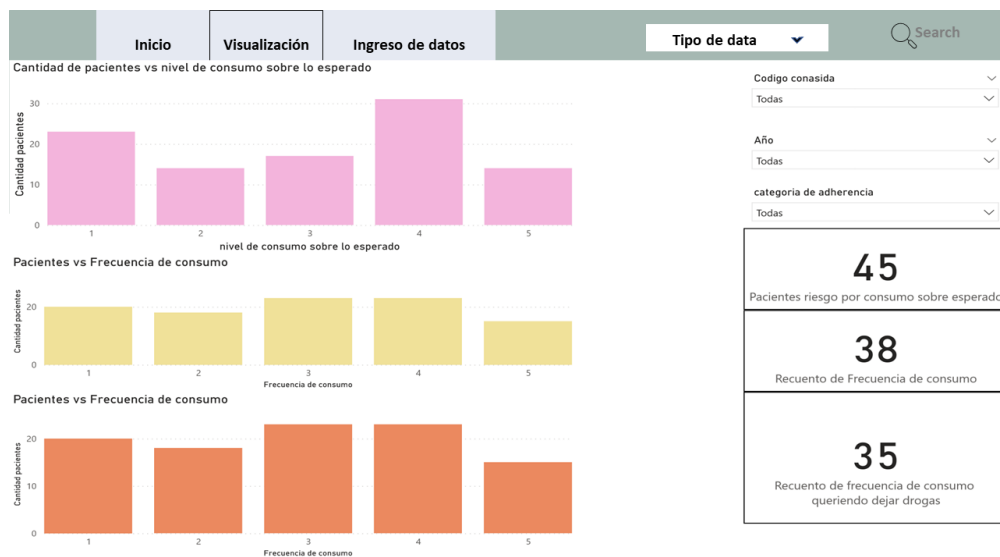 Inicio
Visualización
Ingreso de datos
Tipo de data
Search
Cantidad de pacientes vs nivel de consumo sobre lo esperado
Cantidad pacientes
30
20
10
0
1 2 3 4 5
nivel de consumo sobre lo esperado
Pacientes vs Frecuencia de consumo
Cantidad pacientes
20
0
1 2 3 4 5
Frecuencia de consumo
Pacientes vs Frecuencia de consumo
Cantidad pacientes
20
10
0
1 2 3 4 5
Frecuencia de consumo
Codigo conasida
Todas
Año
Todas
categoria de adherencia
Todas
45
Pacientes riesgo por consumo sobre esperado
38
Recuento de Frecuencia de consumo
35
Recuento de frecuencia de consumo
queriendo dejar drogas